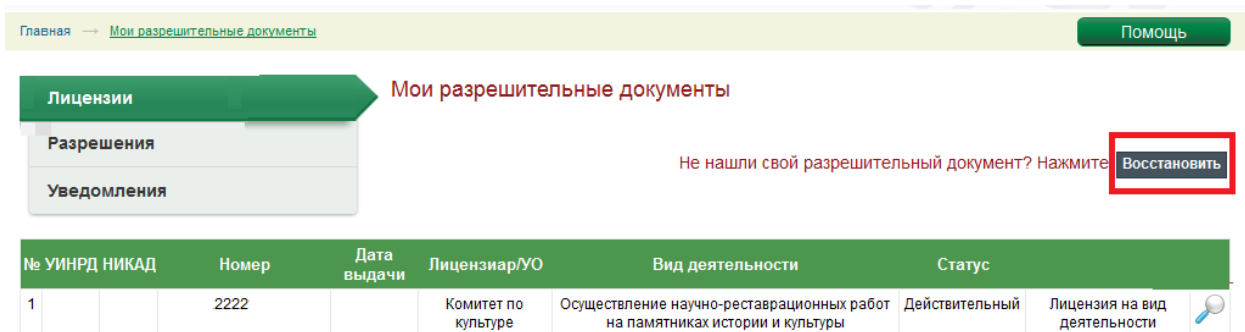 Главная → Мои разрешительные документы
Помощь
Лицензии
Мои разрешительные документы
Разрешения
Не нашли свой разрешительный документ? Нажмите Восстановить
Уведомления
№ УИНРД НИКАД Номер Дата выдачи Лицензиар/УО Вид деятельности Статус
1 2222 Комитет по Осуществление научно-реставрационных работ Действительный Лицензия на вид
культуре на памятниках истории и культуры деятельности